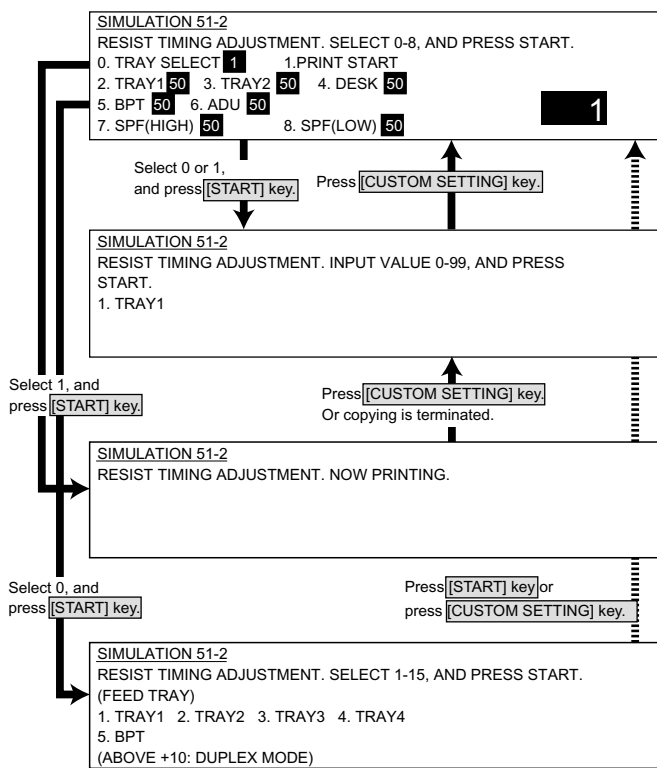 SIMULATION 51-2
RESIST TIMING ADJUSTMENT. SELECT 0-8, AND PRESS START.
0. TRAY SELECT 1 1.PRINT START
2. TRAY1 50 3. TRAY2 50 4. DESK 50
5. BPT 50 6. ADU 50
1
7. SPF(HIGH) 50 8. SPF(LOW) 50
Select 0 or 1,
and press [START] key.
Press [CUSTOM SETTING] key.
SIMULATION 51-2
RESIST TIMING ADJUSTMENT. INPUT VALUE 0-99, AND PRESS
START.
1. TRAY1
Select 1, and
press [START] key.
Press [CUSTOM SETTING] key.
Or copying is terminated.
SIMULATION 51-2
RESIST TIMING ADJUSTMENT. NOW PRINTING.
Select 0, and
press [START] key.
Press [START] key or
press [CUSTOM SETTING] key.
SIMULATION 51-2
RESIST TIMING ADJUSTMENT. SELECT 1-15, AND PRESS START.
(FEED TRAY)
1. TRAY1 2. TRAY2 3. TRAY3 4. TRAY4
5. BPT
(ABOVE +10: DUPLEX MODE)